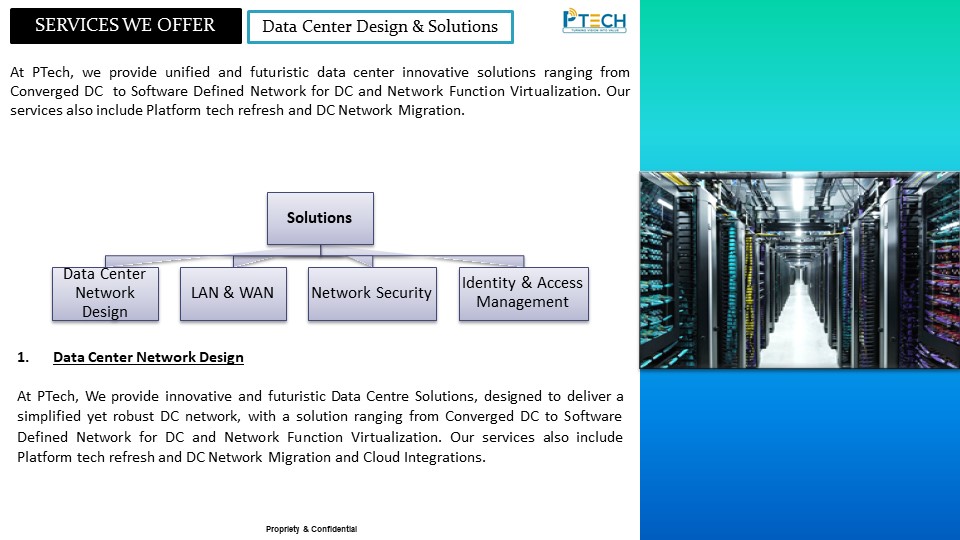 SERVICES WE OFFER
Data Center Design & Solutions
PTECH
TURNING VISION INTO VALUE
At PTech, we provide unified and futuristic data center innovative solutions ranging from
Converged DC to Software Defined Network for DC and Network Function Virtualization. Our
services also include Platform tech refresh and DC Network Migration.
Solutions
Data Center
Network
Design
LAN & WAN
Network Security
Identity & Access
Management
1. Data Center Network Design
At PTech, We provide innovative and futuristic Data Centre Solutions, designed to deliver a
simplified yet robust DC network, with a solution ranging from Converged DC to Software
Defined Network for DC and Network Function Virtualization. Our services also include
Platform tech refresh and DC Network Migration and Cloud Integrations.
Propriety & Confidential